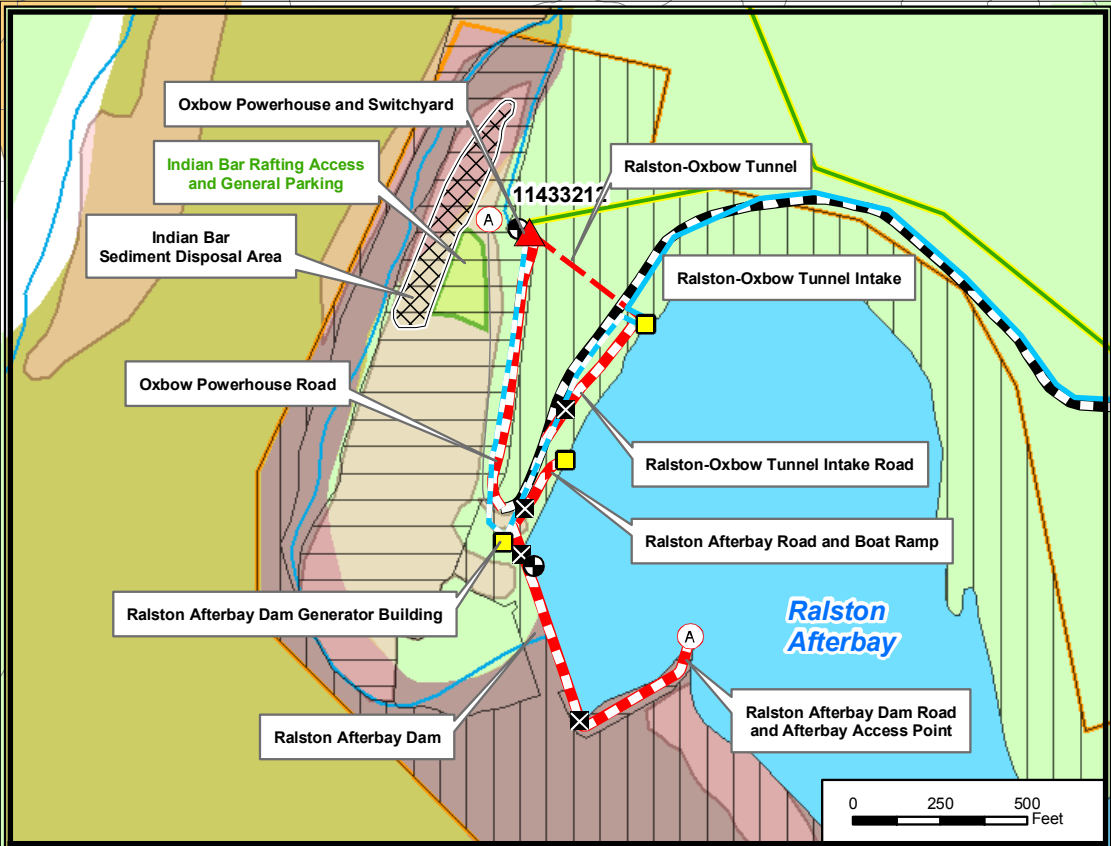 Oxbow Powerhouse and Switchyard
Indian Bar Rafting Access
and General Parking
Ralston-Oxbow Tunnel
11433212
A
Indian Bar
Sediment Disposal Area
Ralston-Oxbow Tunnel Intake
Oxbow Powerhouse Road
Ralston-Oxbow Tunnel Intake Road
Ralston Afterbay Road and Boat Ramp
Ralston Afterbay Dam Generator Building
Ralston
Afterbay
A
Ralston Afterbay Dam
Ralston Afterbay Dam Road
and Afterbay Access Point
0 250 500
Feet